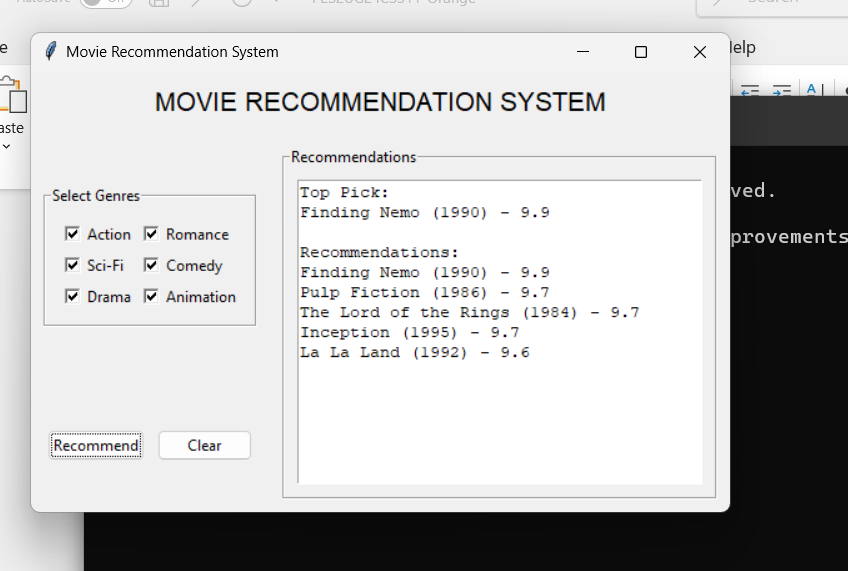 Movie Recommendation System
Help
MOVIE RECOMMENDATION SYSTEM
Select Genres
Action
Romance
Sci-Fi
Comedy
Drama
Animation
Recommend
Clear
Recommendations
Top Pick:
Finding Nemo (1990) - 9.9
Recommendations:
Finding Nemo (1990) - 9.9
Pulp Fiction (1986) - 9.7
The Lord of the Rings (1984) - 9.7
Inception (1995) - 9.7
La La Land (1992) - 9.6
aste
ved.
provements